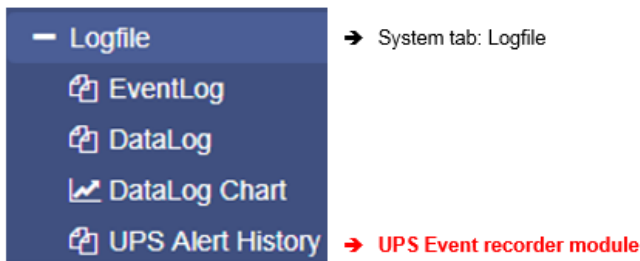 Logfile → System tab: Logfile
EventLog
DataLog
DataLog Chart
UPS Alert History → UPS Event recorder module